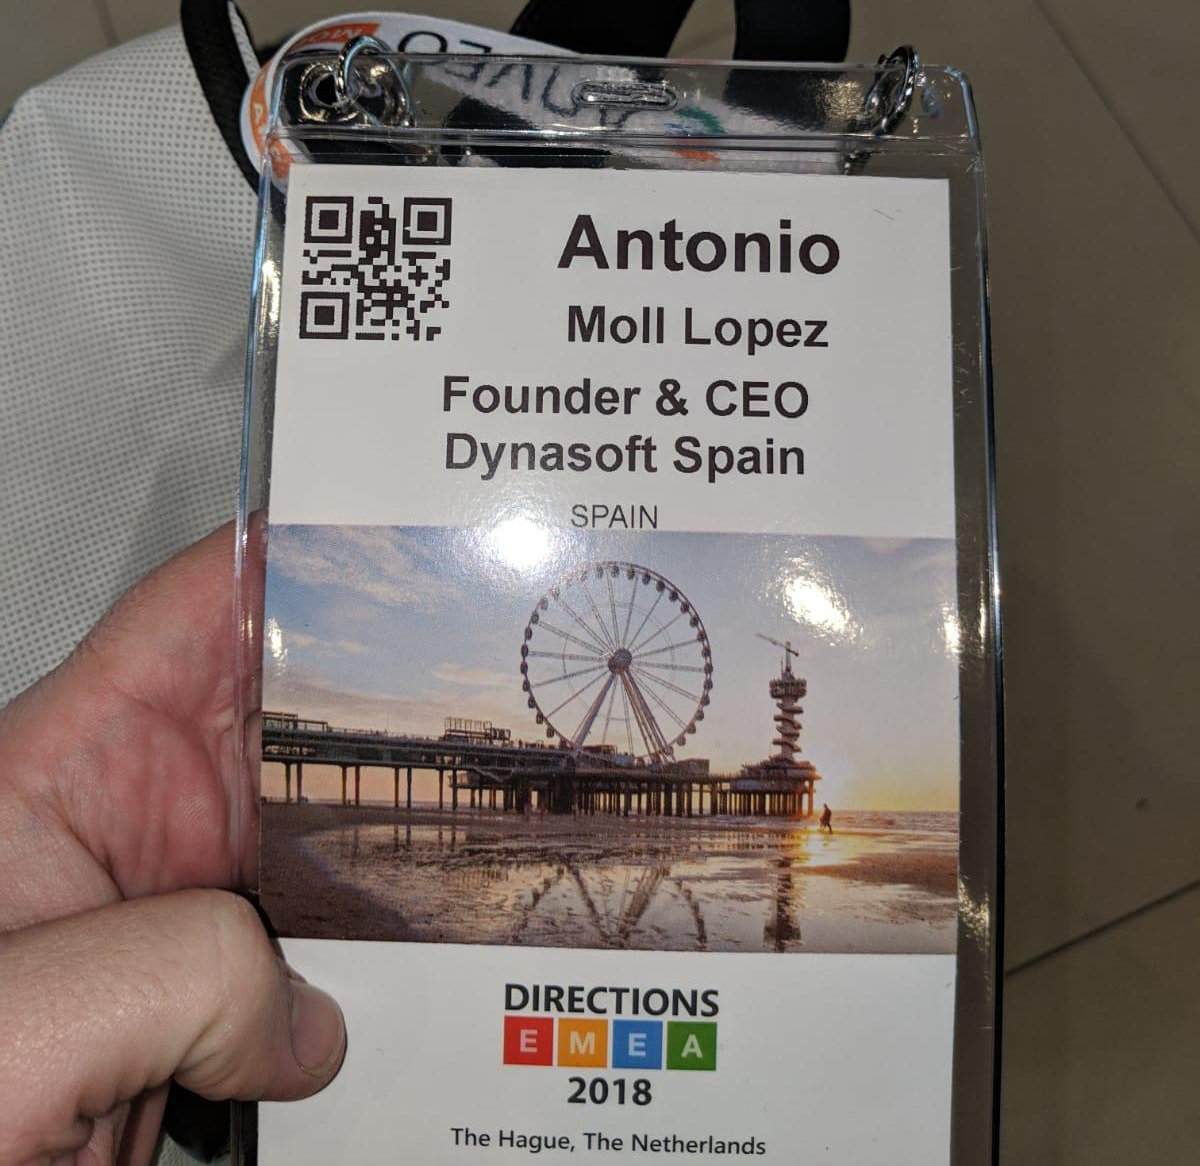 Antonio
Moll Lopez
Founder & CEO
Dynasoft Spain
SPAIN
DIRECTIONS
EMEA
2018
The Hague, The Netherlands